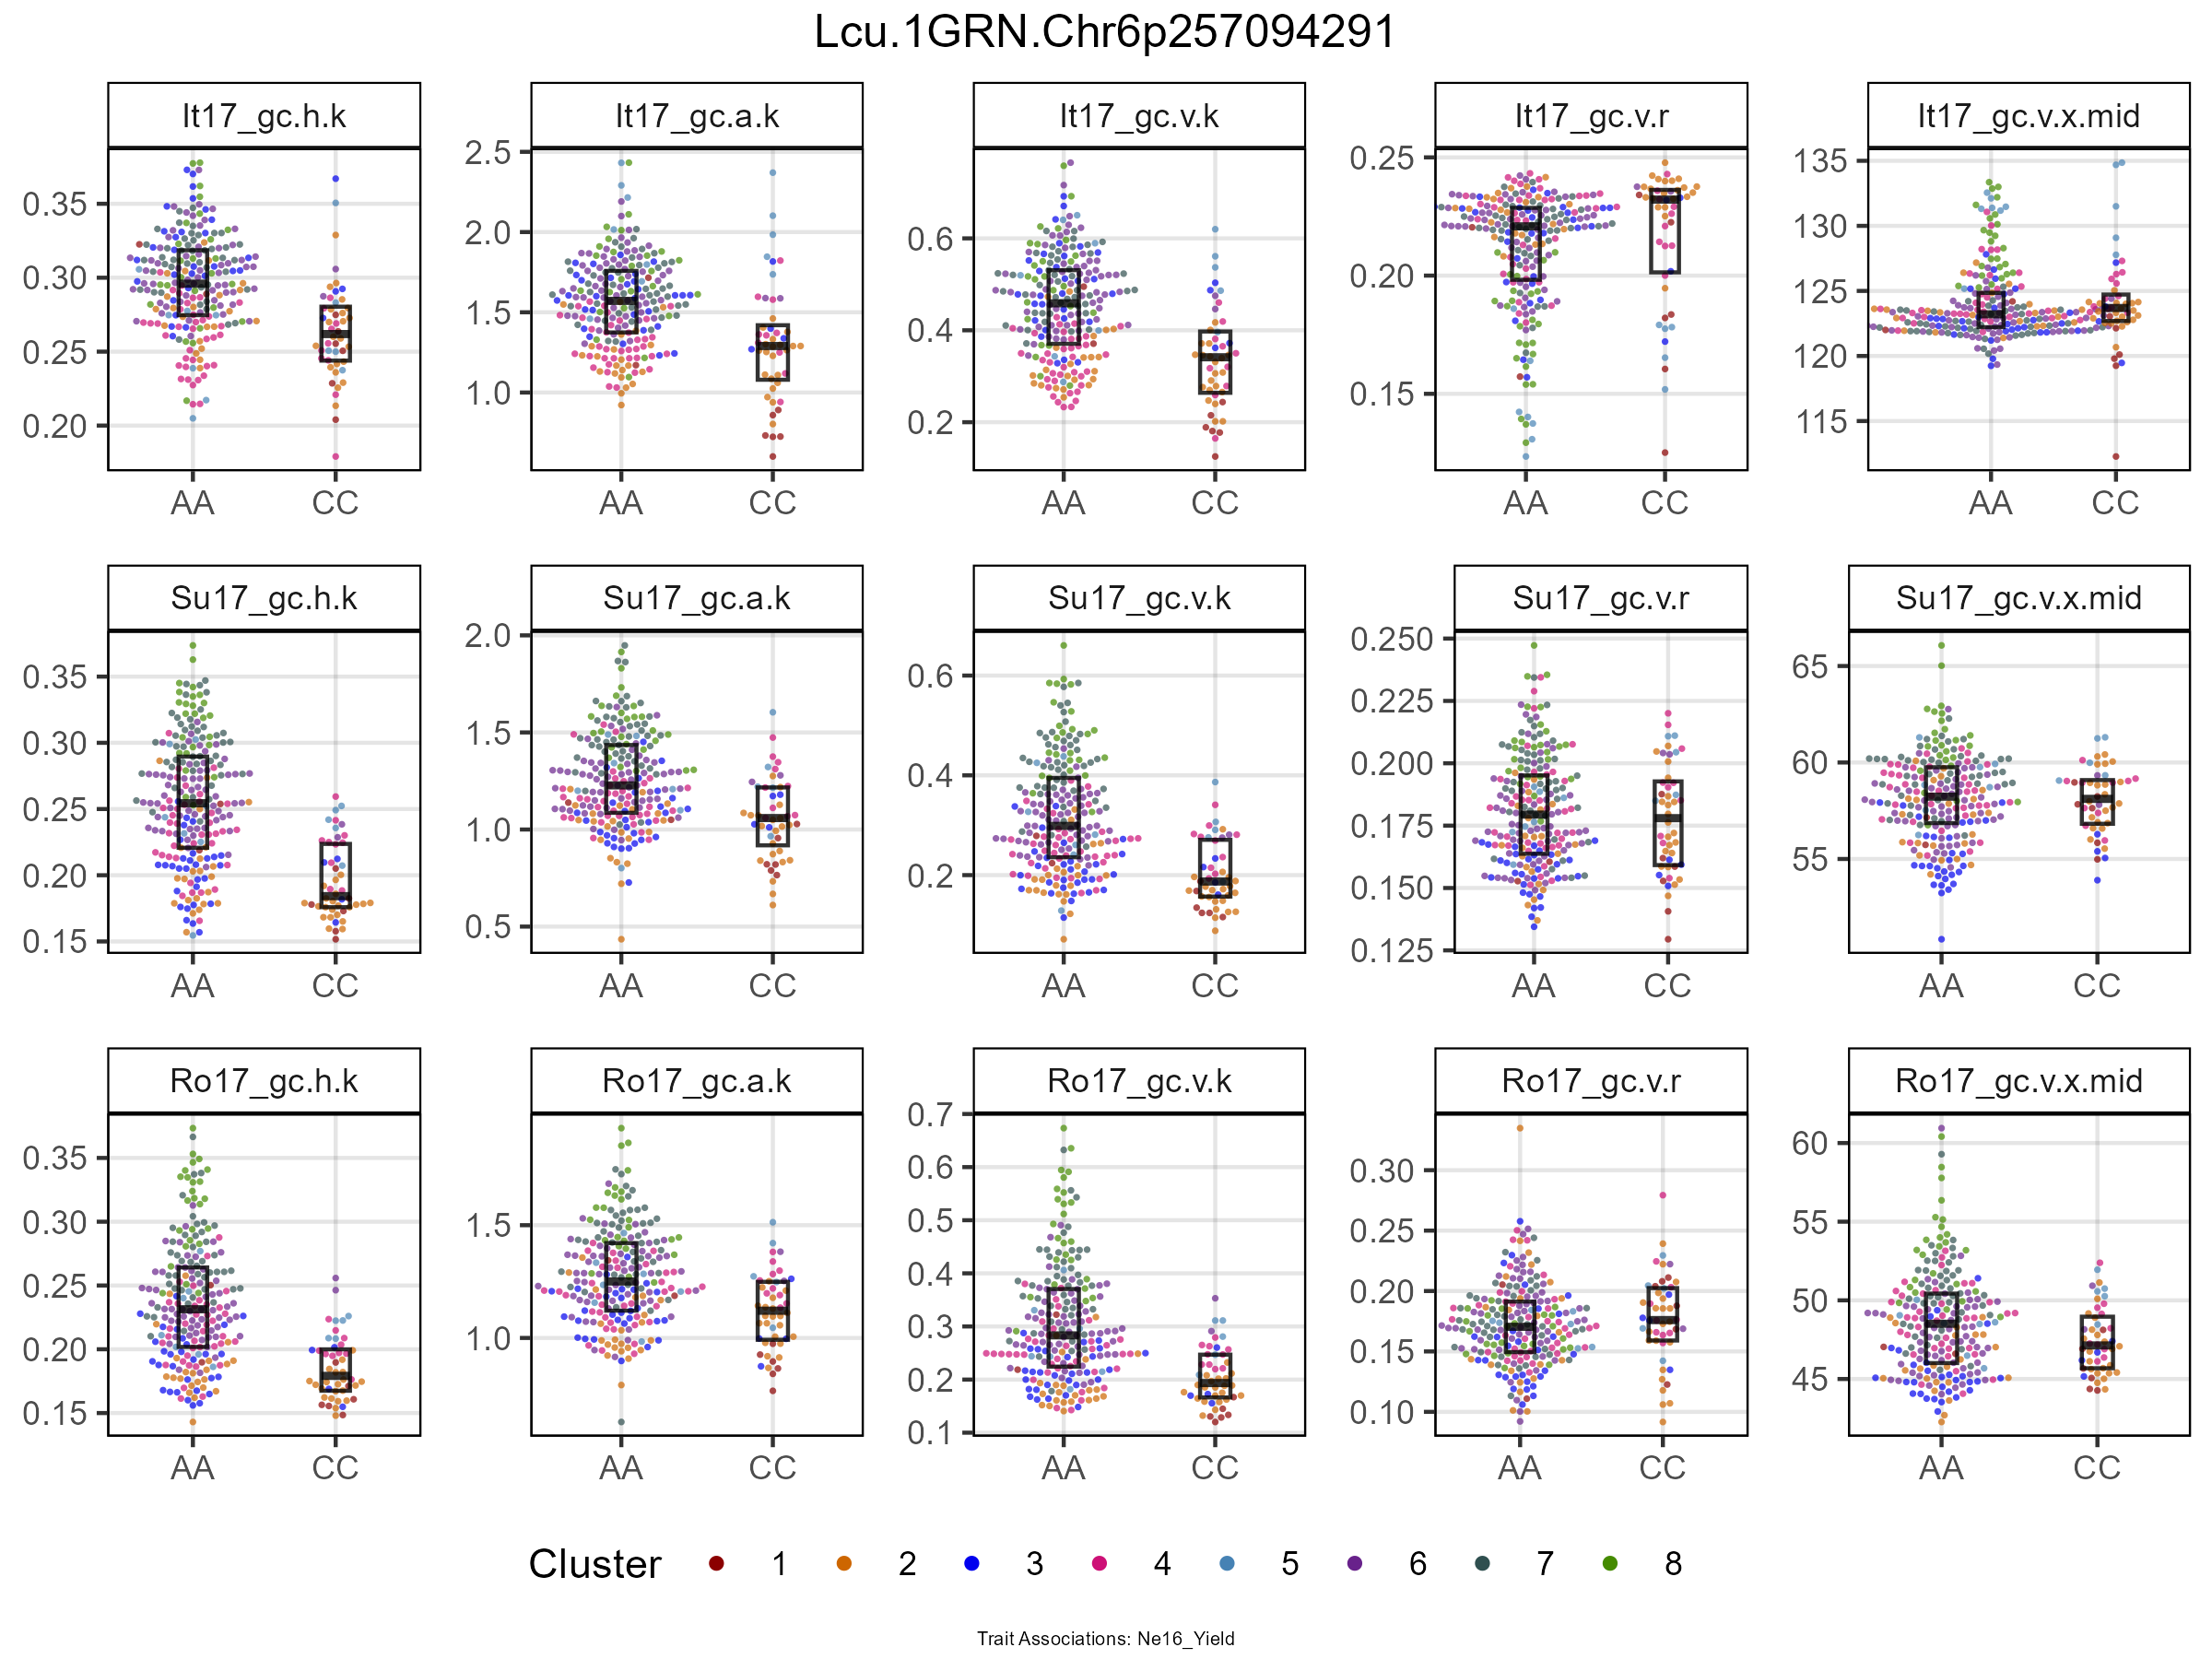 Lcu.1GRN.Chr6p257094291
It17_gc.h.k
It17_gc.a.k
It17_gc.v.k
It17_gc.v.r
It17_gc.v.x.mid
0.35
0.30
0.25
0.20
AA CC
2.5
2.0
1.5
1.0
AA CC
0.6
0.4
0.2
AA CC
0.25
0.20
0.15
AA CC
135
130
125
120
115
AA CC
Su17_gc.h.k
Su17_gc.a.k
Su17_gc.v.k
Su17_gc.v.r
Su17_gc.v.x.mid
0.35
0.30
0.25
0.20
0.15
AA CC
2.0
1.5
1.0
0.5
AA CC
0.6
0.4
0.2
AA CC
0.250
0.225
0.200
0.175
0.150
0.125
AA CC
65
60
55
AA CC
Ro17_gc.h.k
Ro17_gc.a.k
Ro17_gc.v.k
Ro17_gc.v.r
Ro17_gc.v.x.mid
0.35
0.30
0.25
0.20
0.15
AA CC
1.5
1.0
AA CC
0.7
0.6
0.5
0.4
0.3
0.2
0.1
AA CC
0.30
0.25
0.20
0.15
0.10
AA CC
60
55
50
45
AA CC
Cluster 1 2 3 4 5 6 7 8
Trait Associations: Ne16_Yield